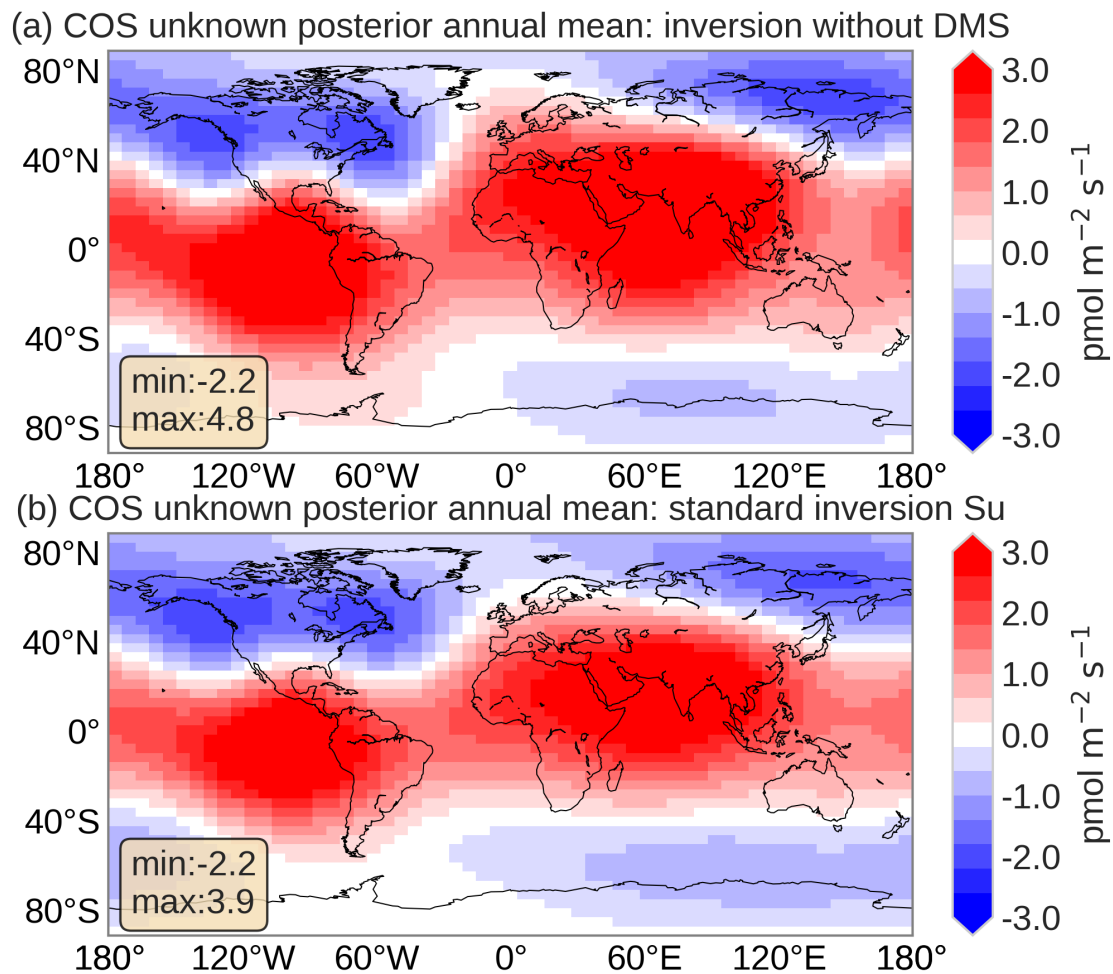 (a) COS unknown posterior annual mean: inversion without DMS
80°N
40°N
0°
40°S
80°S
min:-2.2
max:4.8
180° 120°W 60°W 0° 60°E 120°E 180°
3.0
2.0
1.0
0.0
-1.0
-2.0
-3.0
pmol m⁻² s⁻¹
(b) COS unknown posterior annual mean: standard inversion Su
80°N
40°N
0°
40°S
80°S
min:-2.2
max:3.9
180° 120°W 60°W 0° 60°E 120°E 180°
3.0
2.0
1.0
0.0
-1.0
-2.0
-3.0
pmol m⁻² s⁻¹